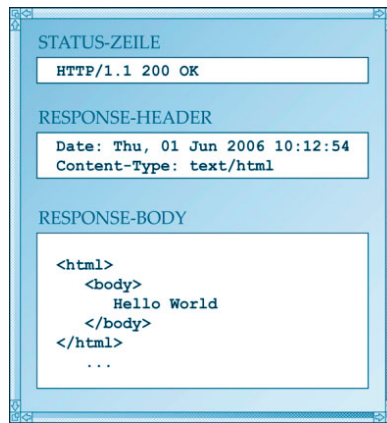 STATUS-ZEILE
HTTP/1.1 200 OK
RESPONSE-HEADER
Date: Thu, 01 Jun 2006 10:12:54
Content-Type: text/html
RESPONSE-BODY
<html>
<body>
Hello World
</body>
</html>
...